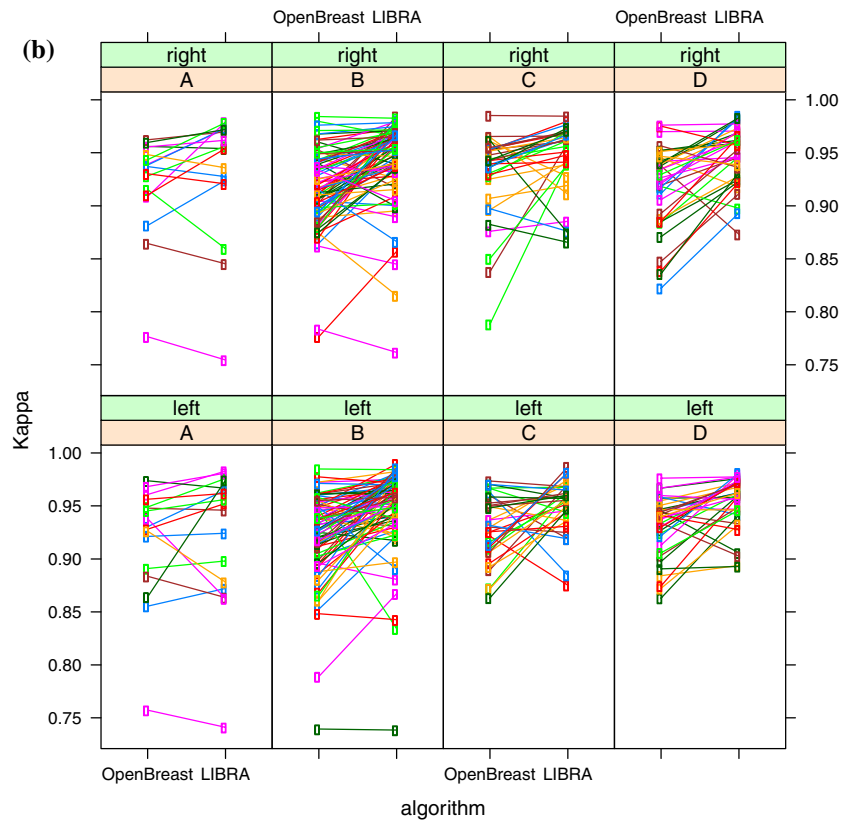 OpenBreast LIBRA OpenBreast LIBRA
(b)
right right right right
A B C D
1.00
0.95
0.90
0.85
0.80
0.75
left left left left
A B C D
1.00
0.95
0.90
0.85
0.80
0.75
Kappa
OpenBreast LIBRA OpenBreast LIBRA
algorithm